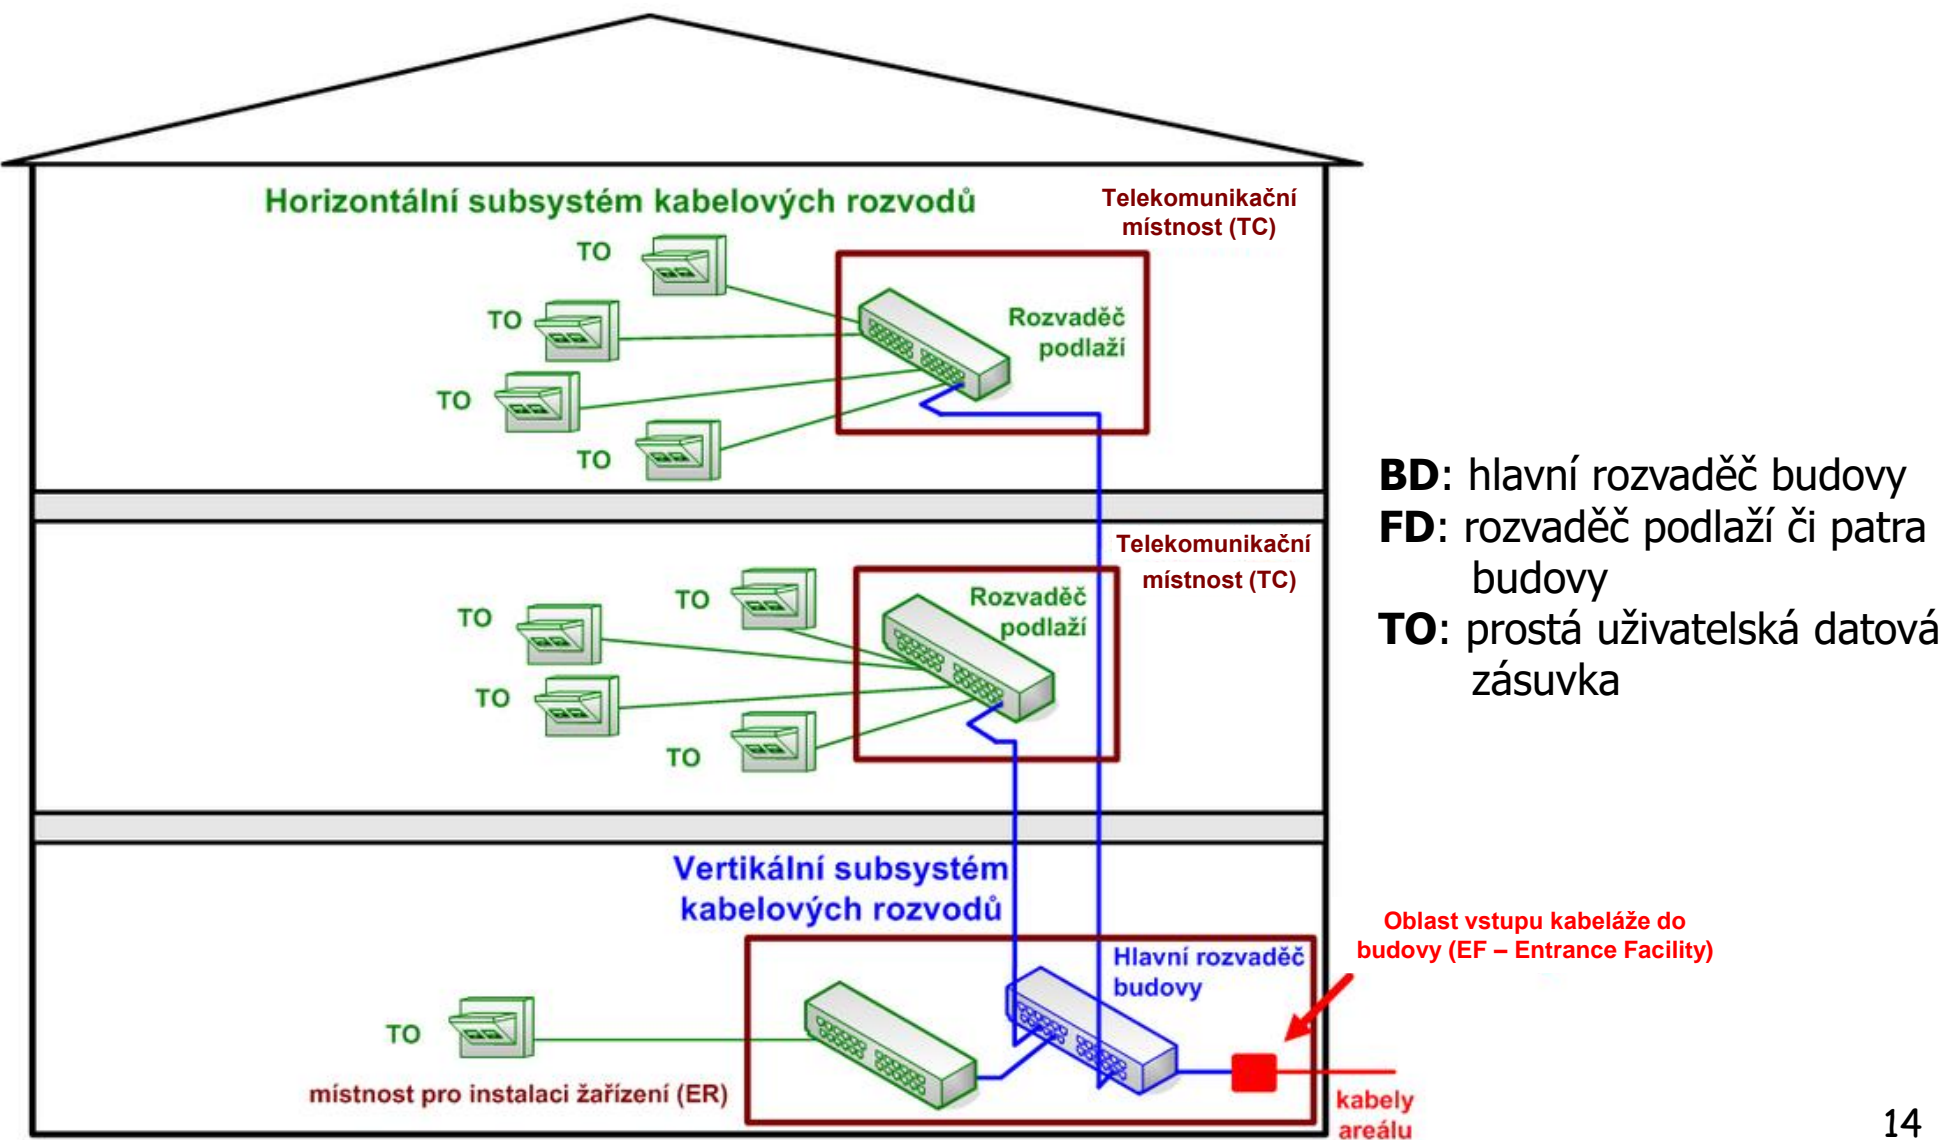 Horizontální subsystém kabelových rozvodů
Telekomunikační
místnost (TC)
TO
TO
TO
TO
Rozvaděč
podlaží
BD: hlavní rozvaděč budovy
FD: rozvaděč podlaží či patra
budovy
TO: prostá uživatelská datová
zásuvka
Telekomunikační
místnost (TC)
TO
TO
TO
TO
Rozvaděč
podlaží
Vertikální subsystém
kabelových rozvodů
Oblast vstupu kabeláže do
budovy (EF – Entrance Facility)
Hlavní rozvaděč
budovy
TO
místnost pro instalaci žařízení (ER)
kabely
areálu
14